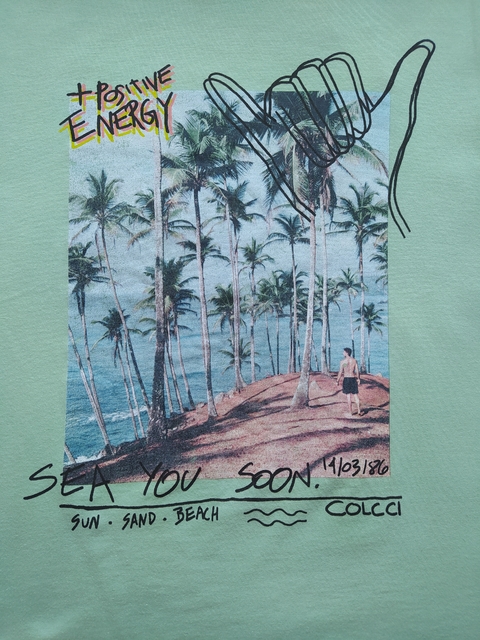 + POSITIVE
ENERGY
SEA YOU SOON. 14/03/86
SUN · SAND · BEACH
COLCCI